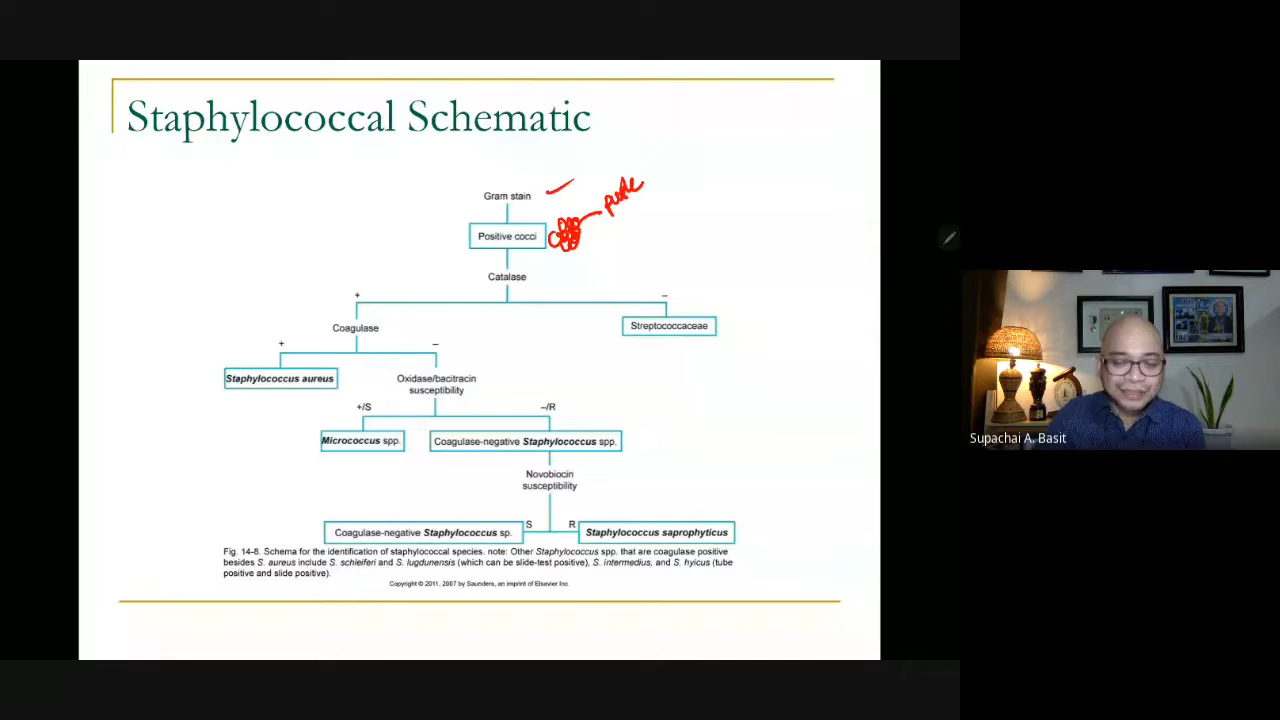 Staphylococcal Schematic
Gram stain
Positive cocci
Catalase
+
–
Coagulase
Streptococcaceae
+
–
Staphylococcus aureus
Oxidase/bacitracin
susceptibility
+/S
–/R
Micrococcus spp.
Coagulase-negative Staphylococcus spp.
Novobiocin
susceptibility
S
R
Coagulase-negative Staphylococcus sp.
Staphylococcus saprophyticus
Fig. 14-8. Schema for the identification of staphylococcal species. note: Other Staphylococcus spp. that are coagulase positive
besides S. aureus include S. schleiferi and S. lugdunensis (which can be slide-test positive), S. intermedius, and S. hyicus (tube
positive and slide positive).
Copyright © 2011, 2007 by Saunders, an imprint of Elsevier Inc.
Supachai A. Basit